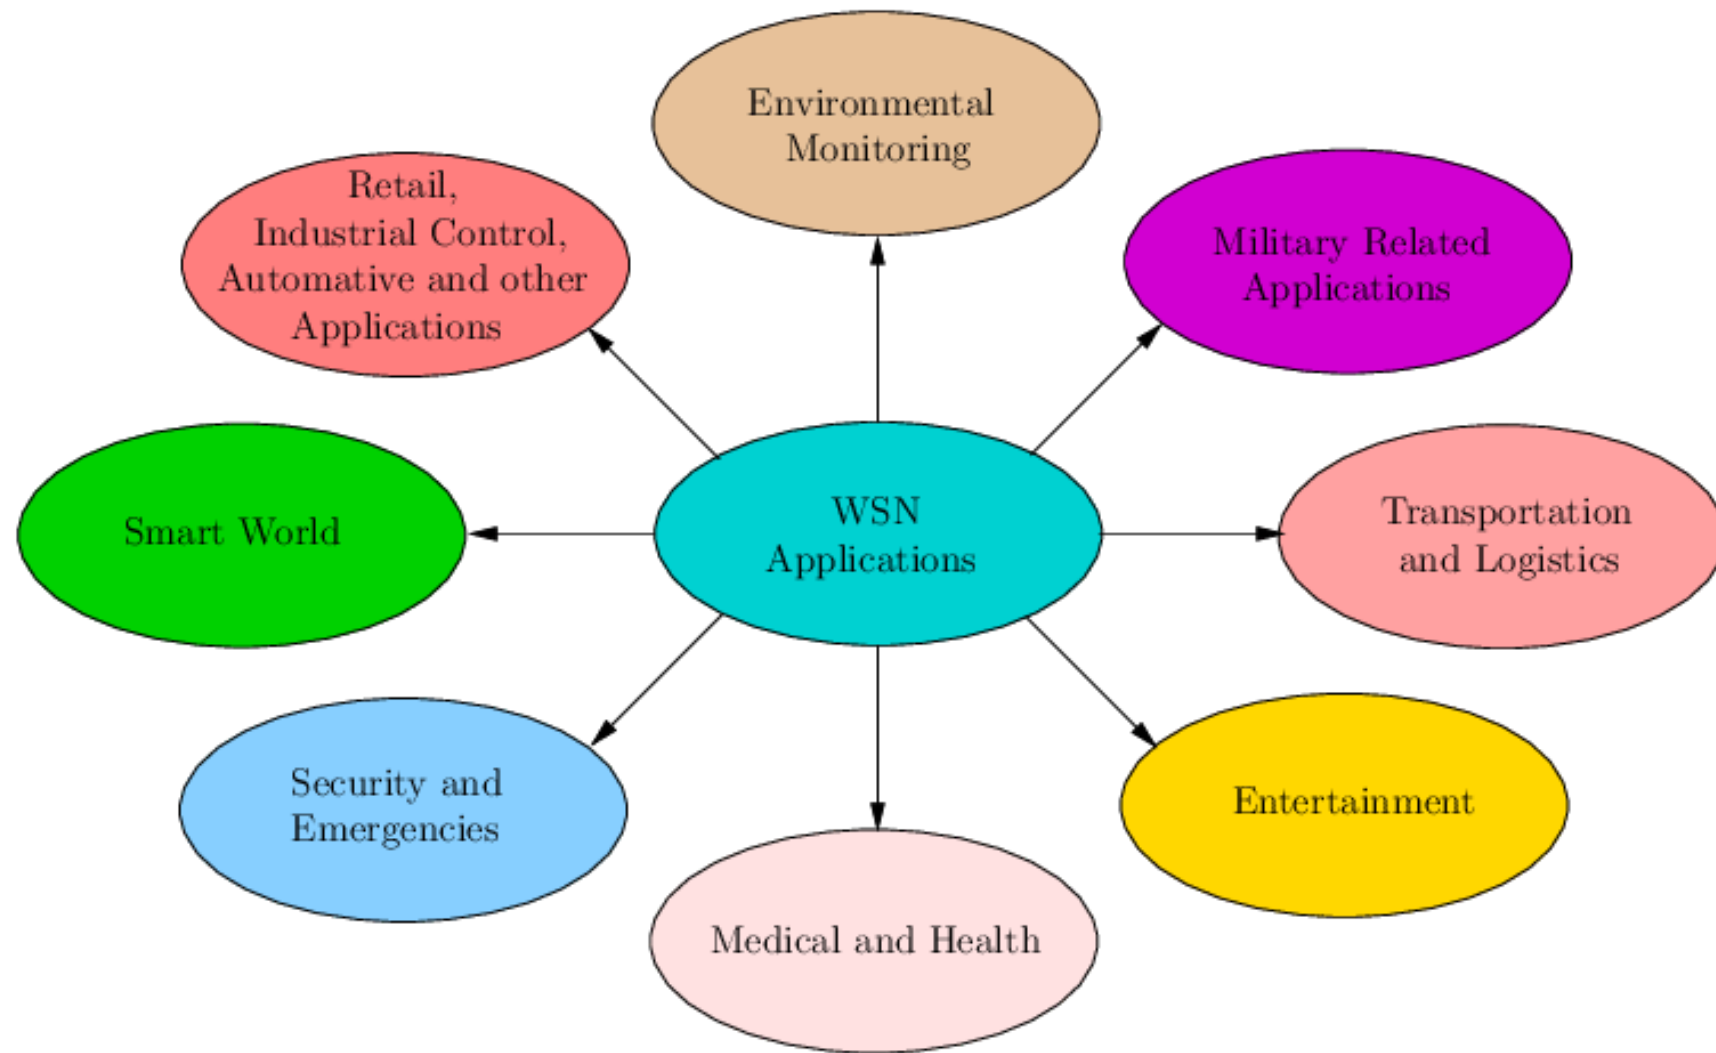 Environmental
Monitoring
Retail,
Industrial Control,
Automative and other
Applications
Military Related
Applications
Smart World
WSN
Applications
Transportation
and Logistics
Security and
Emergencies
Entertainment
Medical and Health